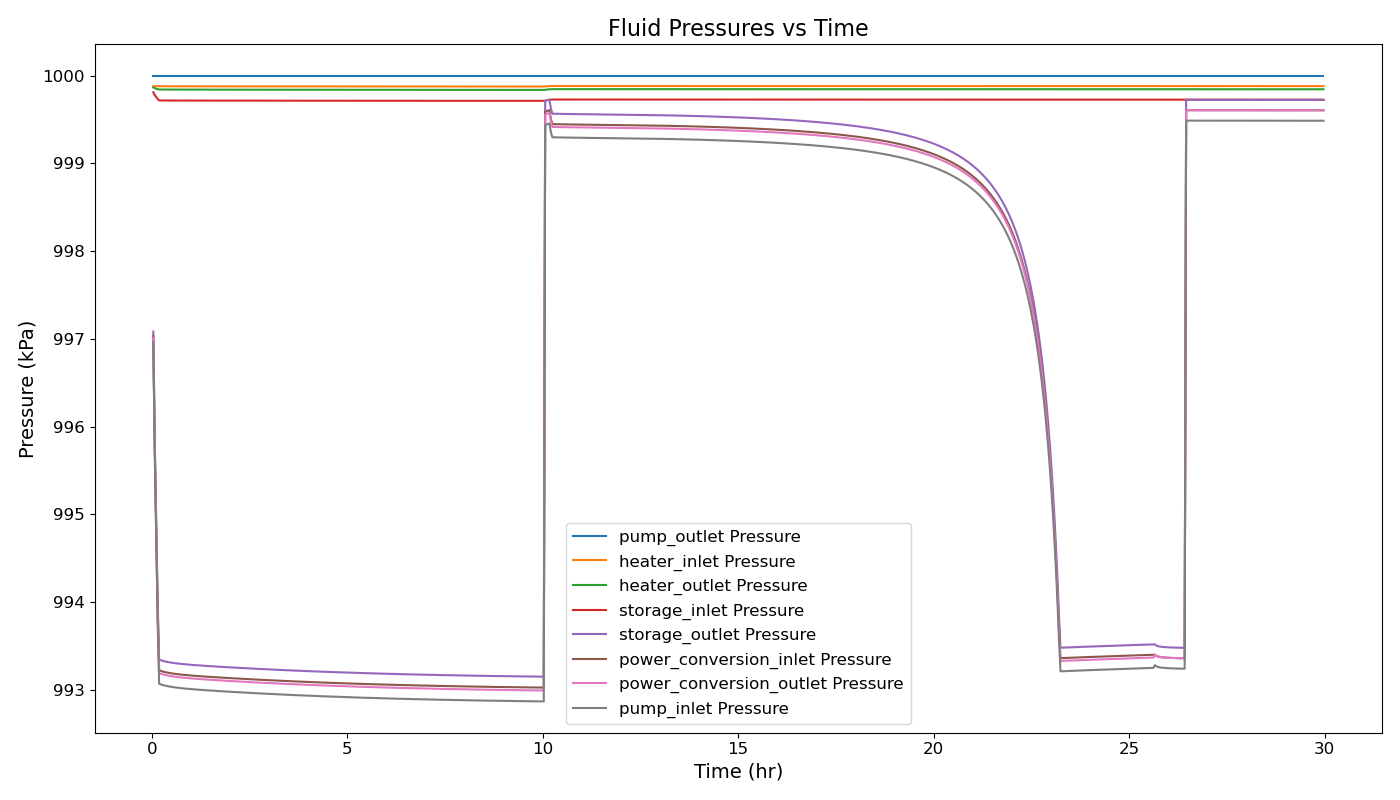 Fluid Pressures vs Time
Pressure (kPa)
1000
999
998
997
996
995
994
993
pump_outlet Pressure
heater_inlet Pressure
heater_outlet Pressure
storage_inlet Pressure
storage_outlet Pressure
power_conversion_inlet Pressure
power_conversion_outlet Pressure
pump_inlet Pressure
0 5 10 15 20 25 30
Time (hr)